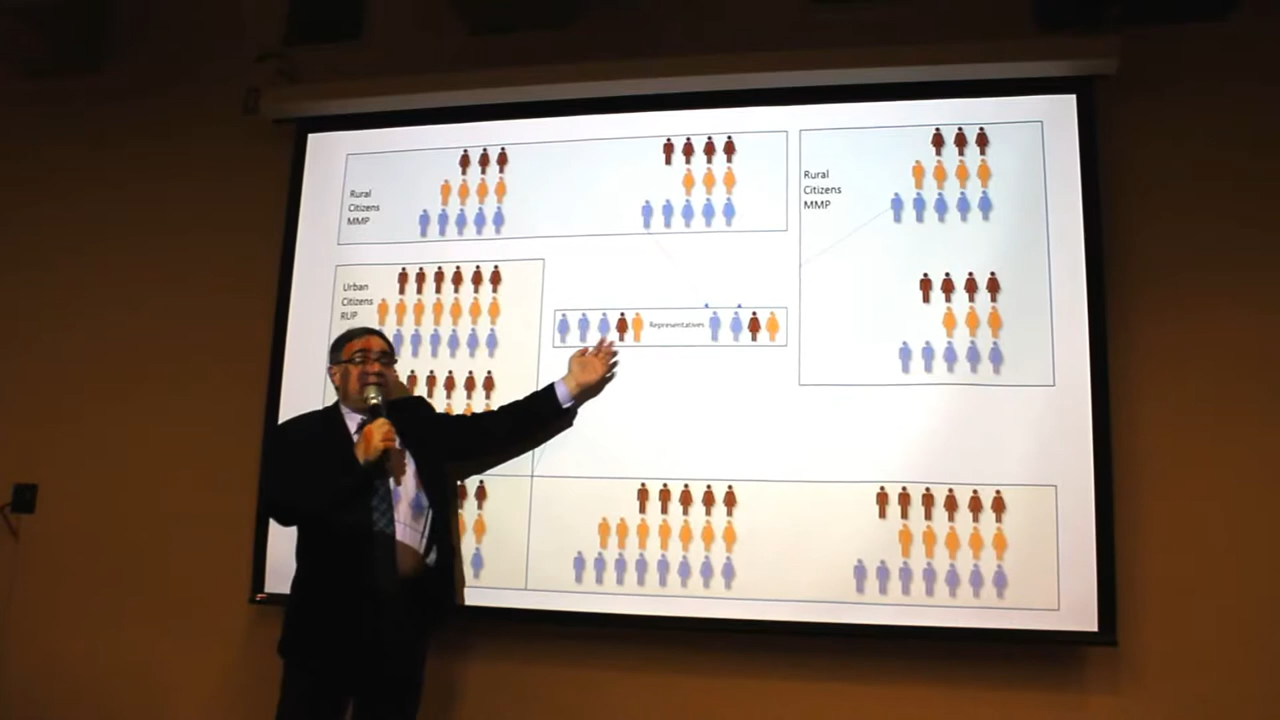 Rural
Citizens
MMP
Rural
Citizens
MMP
Urban
Citizens
RUP
Representatives